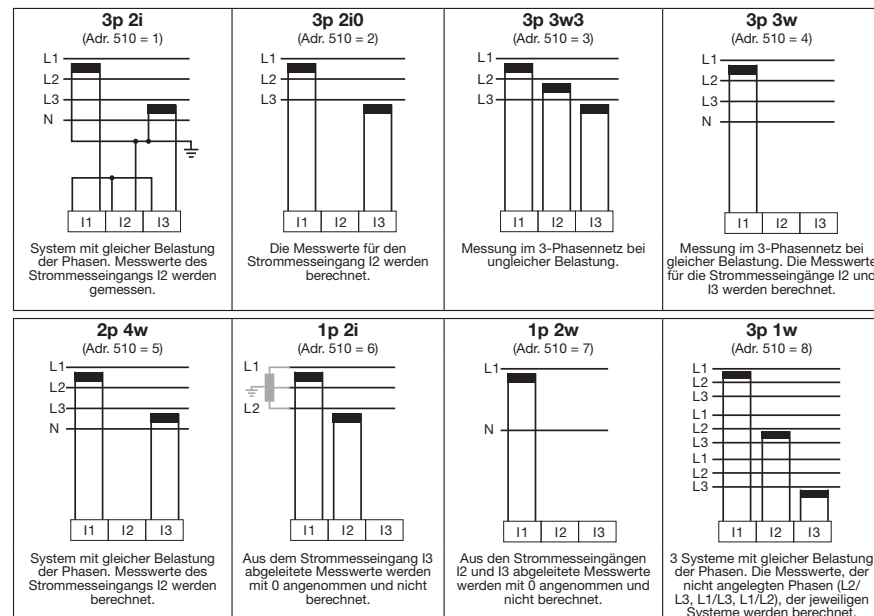 3p 2i
(Adr. 510 = 1)
L1
L2
L3
N
I1 I2 I3
System mit gleicher Belastung
der Phasen. Messwerte des
Strommesseingangs I2 werden
gemessen.
3p 2i0
(Adr. 510 = 2)
L1
L2
L3
I1 I2 I3
Die Messwerte für den
Strommesseingang I2 werden
berechnet.
3p 3w3
(Adr. 510 = 3)
L1
L2
L3
I1 I2 I3
Messung im 3-Phasennetz bei
ungleicher Belastung.
3p 3w
(Adr. 510 = 4)
L1
L2
L3
N
I1 I2 I3
Messung im 3-Phasennetz bei
gleicher Belastung. Die Messwerte
für die Strommesseingänge I2 und
I3 werden berechnet.
2p 4w
(Adr. 510 = 5)
L1
L2
L3
N
I1 I2 I3
System mit gleicher Belastung
der Phasen. Messwerte des
Strommesseingangs I2 werden
berechnet.
1p 2i
(Adr. 510 = 6)
L1
L2
I1 I2 I3
Aus dem Strommesseingang I3
abgeleitete Messwerte werden
mit 0 angenommen und nicht
berechnet.
1p 2w
(Adr. 510 = 7)
L1
N
I1 I2 I3
Aus den Strommesseingängen
I2 und I3 abgeleitete Messwerte
werden mit 0 angenommen und
nicht berechnet.
3p 1w
(Adr. 510 = 8)
L1
L2
L3
L1
L2
L3
L1
L2
L3
I1 I2 I3
3 Systeme mit gleicher Belastung
der Phasen. Die Messwerte, der
nicht angelegten Phasen (L2/
L3, L1/L3, L1/L2), der jeweiligen
Systeme werden berechnet.